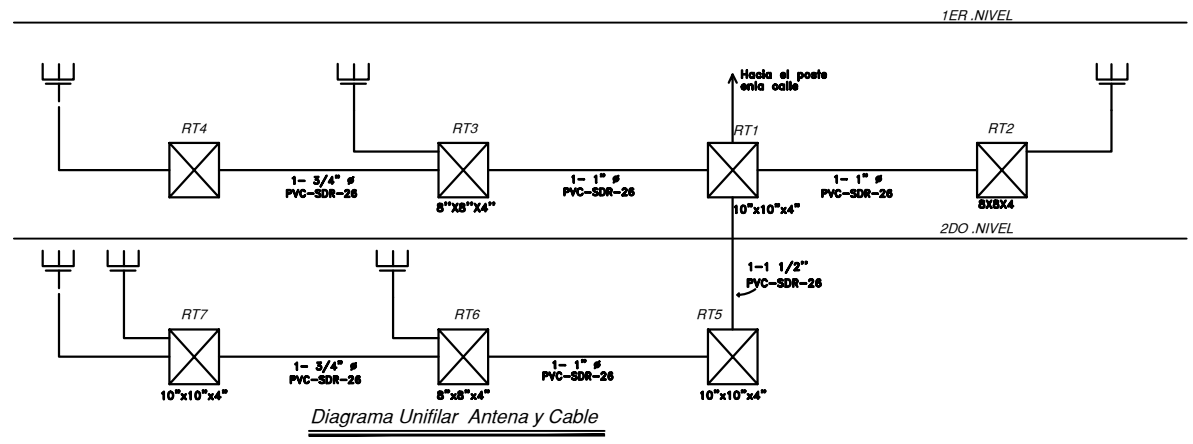 1ER .NIVEL
Hacia el poste
enla calle
RT4
RT3
RT1
RT2
1- 3/4" ø
PVC-SDR-26
1- 1" ø
PVC-SDR-26
1- 1" ø
PVC-SDR-26
8"X8"X4"
10"x10"x4"
8X8X4
2DO .NIVEL
1-1 1/2"
PVC-SDR-26
RT7
RT6
RT5
1- 3/4" ø
PVC-SDR-26
1- 1" ø
PVC-SDR-26
10"x10"x4"
8"x8"x4"
10"x10"x4"
Diagrama Unifilar Antena y Cable